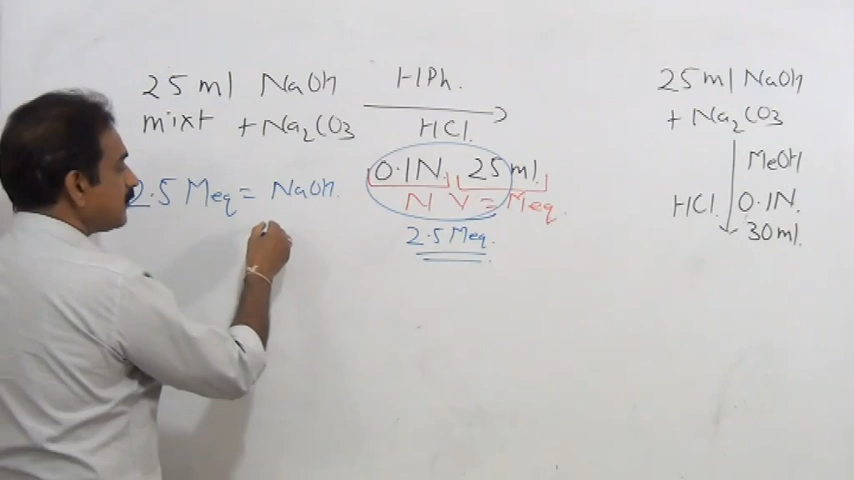 25 ml NaOH
mixt + Na2CO3
HPh.
HCl.
0.1N 25 ml.
N V = Meq.
2.5 Meq.
2.5 Meq = NaOH.
25 ml NaOH
+ Na2CO3
MeOH
HCl. 0.1N.
30 ml.